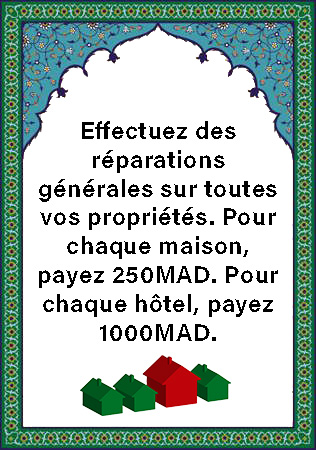 Effectuez des
réparations
générales sur toutes
vos propriétés. Pour
chaque maison,
payez 250MAD. Pour
chaque hôtel, payez
1000MAD.